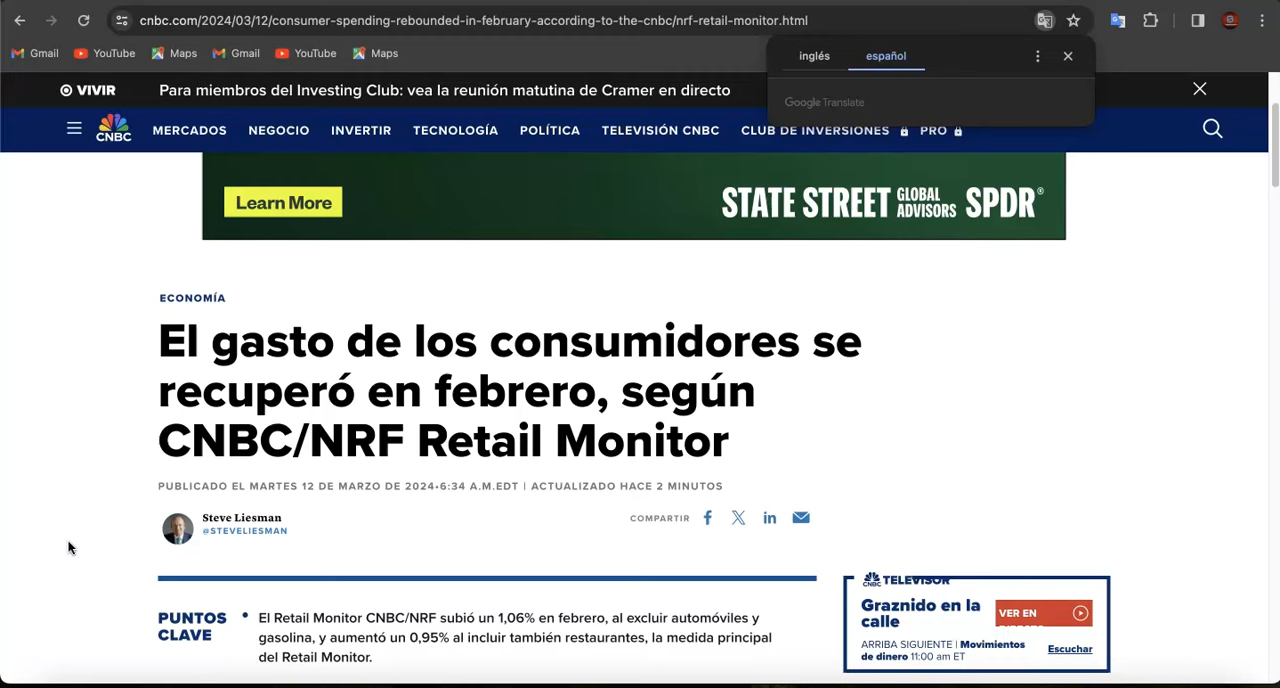 cnbc.com/2024/03/12/consumer-spending-rebounded-in-february-according-to-the-cnbc/nrf-retail-monitor.html
Gmail YouTube Maps Gmail YouTube Maps
inglés español
Google Translate
VIVIR Para miembros del Investing Club: vea la reunión matutina de Cramer en directo
CNBC MERCADOS NEGOCIO INVERTIR TECNOLOGÍA POLÍTICA TELEVISIÓN CNBC CLUB DE INVERSIONES PRO
Learn More STATE STREET GLOBAL ADVISORS SPDR®
ECONOMÍA
El gasto de los consumidores se
recuperó en febrero, según
CNBC/NRF Retail Monitor
PUBLICADO EL MARTES 12 DE MARZO DE 2024•6:34 A.M.EDT | ACTUALIZADO HACE 2 MINUTOS
Steve Liesman
@STEVELIESMAN
COMPARTIR
PUNTOS
CLAVE
• El Retail Monitor CNBC/NRF subió un 1,06% en febrero, al excluir automóviles y
gasolina, y aumentó un 0,95% al incluir también restaurantes, la medida principal
del Retail Monitor.
CNBC TELEVISOR
Graznido en la
calle
VER EN
ARRIBA SIGUIENTE | Movimientos
de dinero 11:00 am ET
Escuchar